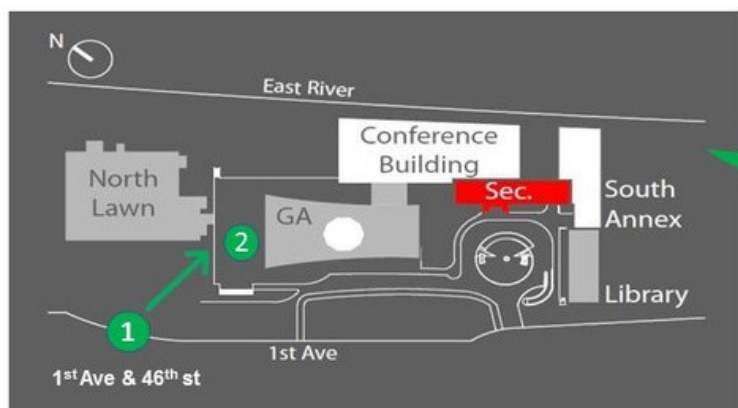 N
East River
Conference
Building
North
Lawn
Sec.
GA
South
Annex
2
Library
1
1st Ave
1st Ave & 46th st